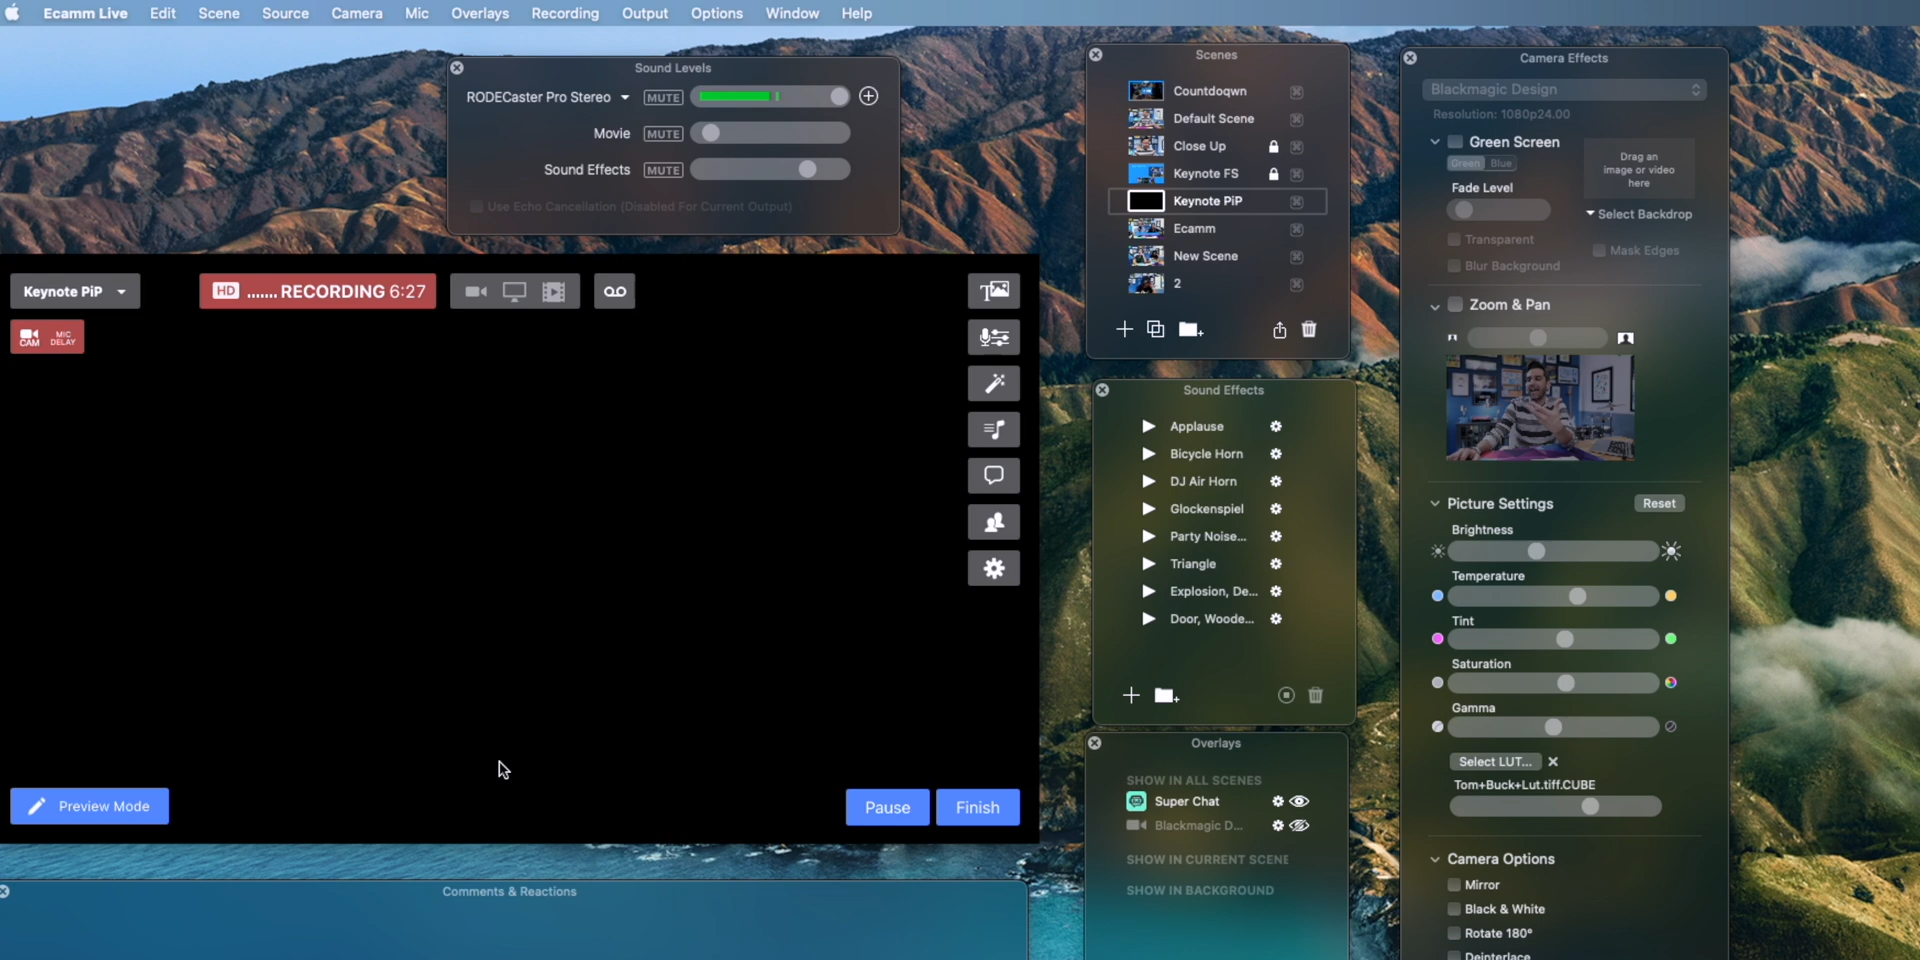 Ecamm Live Edit Scene Source Camera Mic Overlays Recording Output Options Window Help
Sound Levels
RODECaster Pro Stereo MUTE
Movie MUTE
Sound Effects MUTE
Use Echo Cancellation (Disabled For Current Output)
Keynote PiP
HD ....... RECORDING 6:27
CAM
MIC
DELAY
T
Preview Mode
Pause
Finish
Comments & Reactions
Scenes
Countdoqwn
Default Scene
Close Up
Keynote FS
Keynote PiP
Ecamm
New Scene
2
Sound Effects
Applause
Bicycle Horn
DJ Air Horn
Glockenspiel
Party Noise...
Triangle
Explosion, De...
Door, Woode...
Overlays
SHOW IN ALL SCENES
Super Chat
Blackmagic D...
SHOW IN CURRENT SCENE
SHOW IN BACKGROUND
Camera Effects
Blackmagic Design
Resolution: 1080p24.00
Green Screen
Green Blue
Drag an
image or video
here
Fade Level
Select Backdrop
Transparent
Mask Edges
Blur Background
Zoom & Pan
Picture Settings
Reset
Brightness
Temperature
Tint
Saturation
Gamma
Select LUT...
Tom+Buck+Lut.tiff.CUBE
Camera Options
Mirror
Black & White
Rotate 180°
Deinterlace